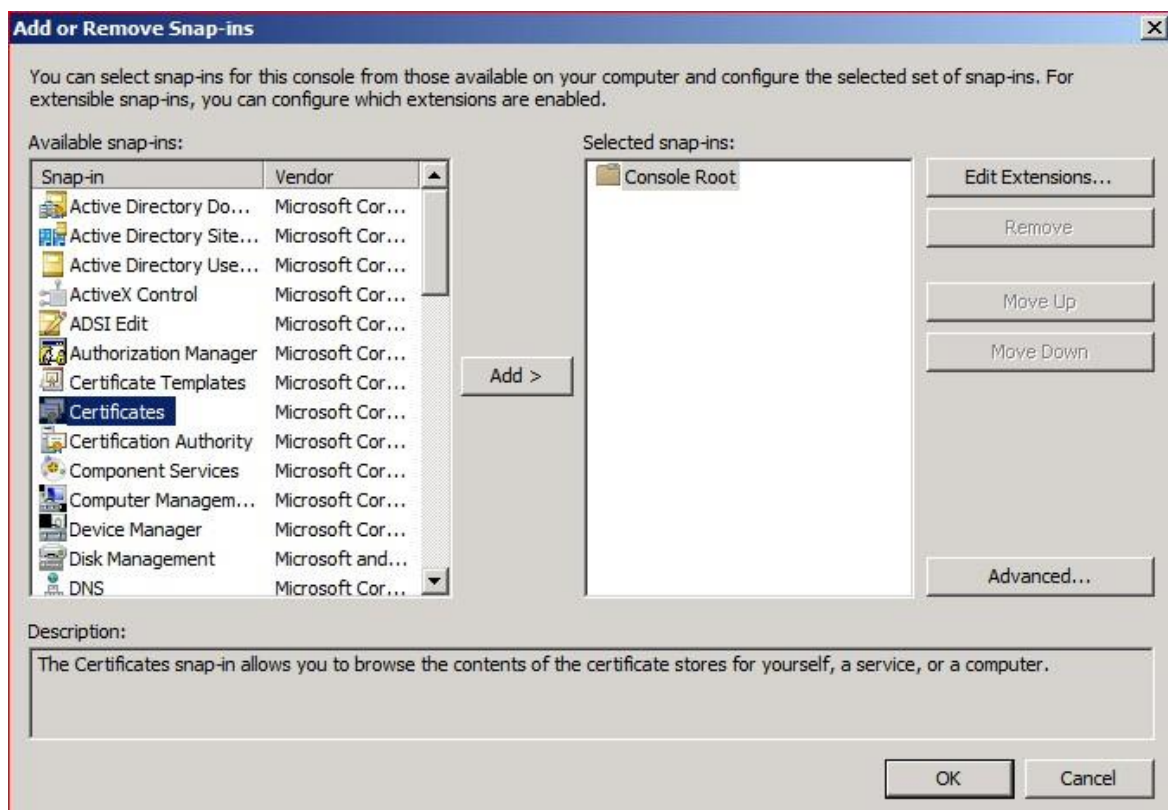 Add or Remove Snap-ins
You can select snap-ins for this console from those available on your computer and configure the selected set of snap-ins. For
extensible snap-ins, you can configure which extensions are enabled.
Available snap-ins:
Snap-in Vendor
Active Directory Do... Microsoft Cor...
Active Directory Site... Microsoft Cor...
Active Directory Use... Microsoft Cor...
ActiveX Control Microsoft Cor...
ADSI Edit Microsoft Cor...
Authorization Manager Microsoft Cor...
Certificate Templates Microsoft Cor...
Certificates Microsoft Cor...
Certification Authority Microsoft Cor...
Component Services Microsoft Cor...
Computer Managem... Microsoft Cor...
Device Manager Microsoft Cor...
Disk Management Microsoft and...
DNS Microsoft Cor...
Add >
Selected snap-ins:
Console Root
Edit Extensions...
Remove
Move Up
Move Down
Advanced...
Description:
The Certificates snap-in allows you to browse the contents of the certificate stores for yourself, a service, or a computer.
OK Cancel